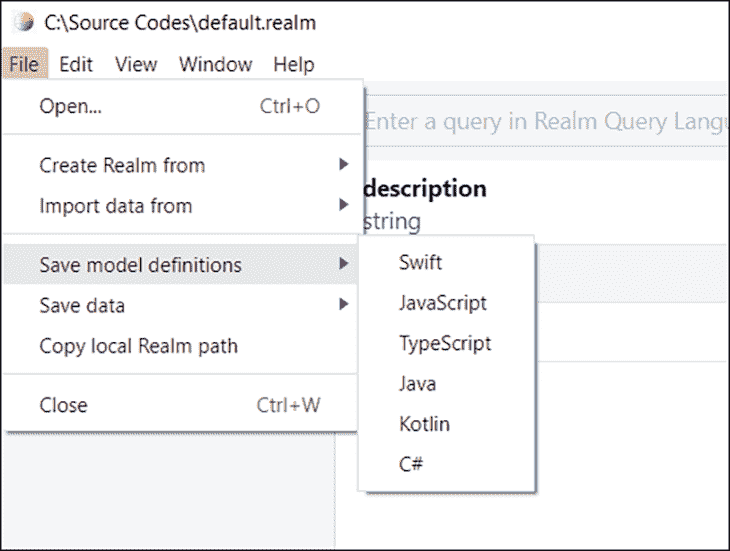 C:\Source Codes\default.realm
File Edit View Window Help
Open... Ctrl+O
Enter a query in Realm Query
Create Realm from
Import data from
description
string
Save model definitions
Save data
Copy local Realm path
Close Ctrl+W
Swift
JavaScript
TypeScript
Java
Kotlin
C#